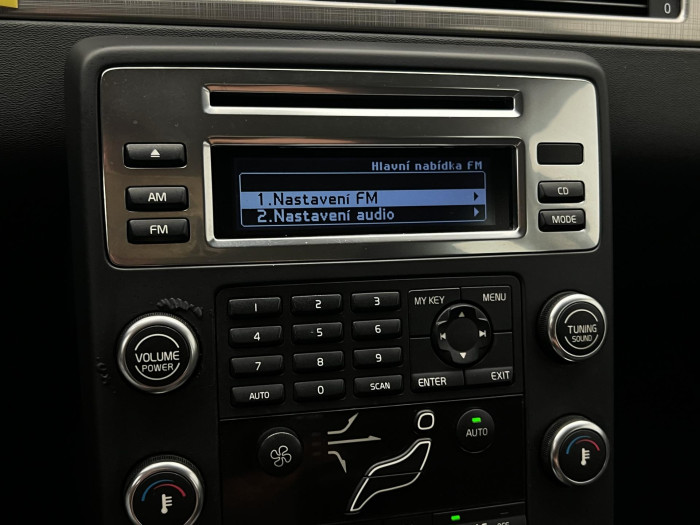 0
Hlavní nabídka FM
1.Nastavení FM
2.Nastavení audio
AM
FM
CD
MODE
1 2 3
4 5 6
7 8 9
AUTO 0 SCAN
MY KEY MENU
ENTER EXIT
VOLUME
POWER
TUNING
SOUND
AUTO